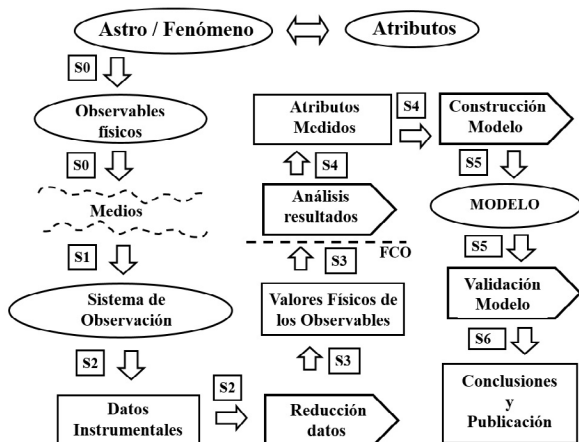 Astro / Fenómeno
Atributos
S0
Observables
físicos
S0
Medios
S1
Sistema de
Observación
S2
Datos
Instrumentales
S2
Reducción
datos
S3
Valores Físicos de
los Observables
S3
FCO
Análisis
resultados
S4
Atributos
Medidos
S4
Construcción
Modelo
S5
MODELO
S5
Validación
Modelo
S6
Conclusiones
y
Publicación